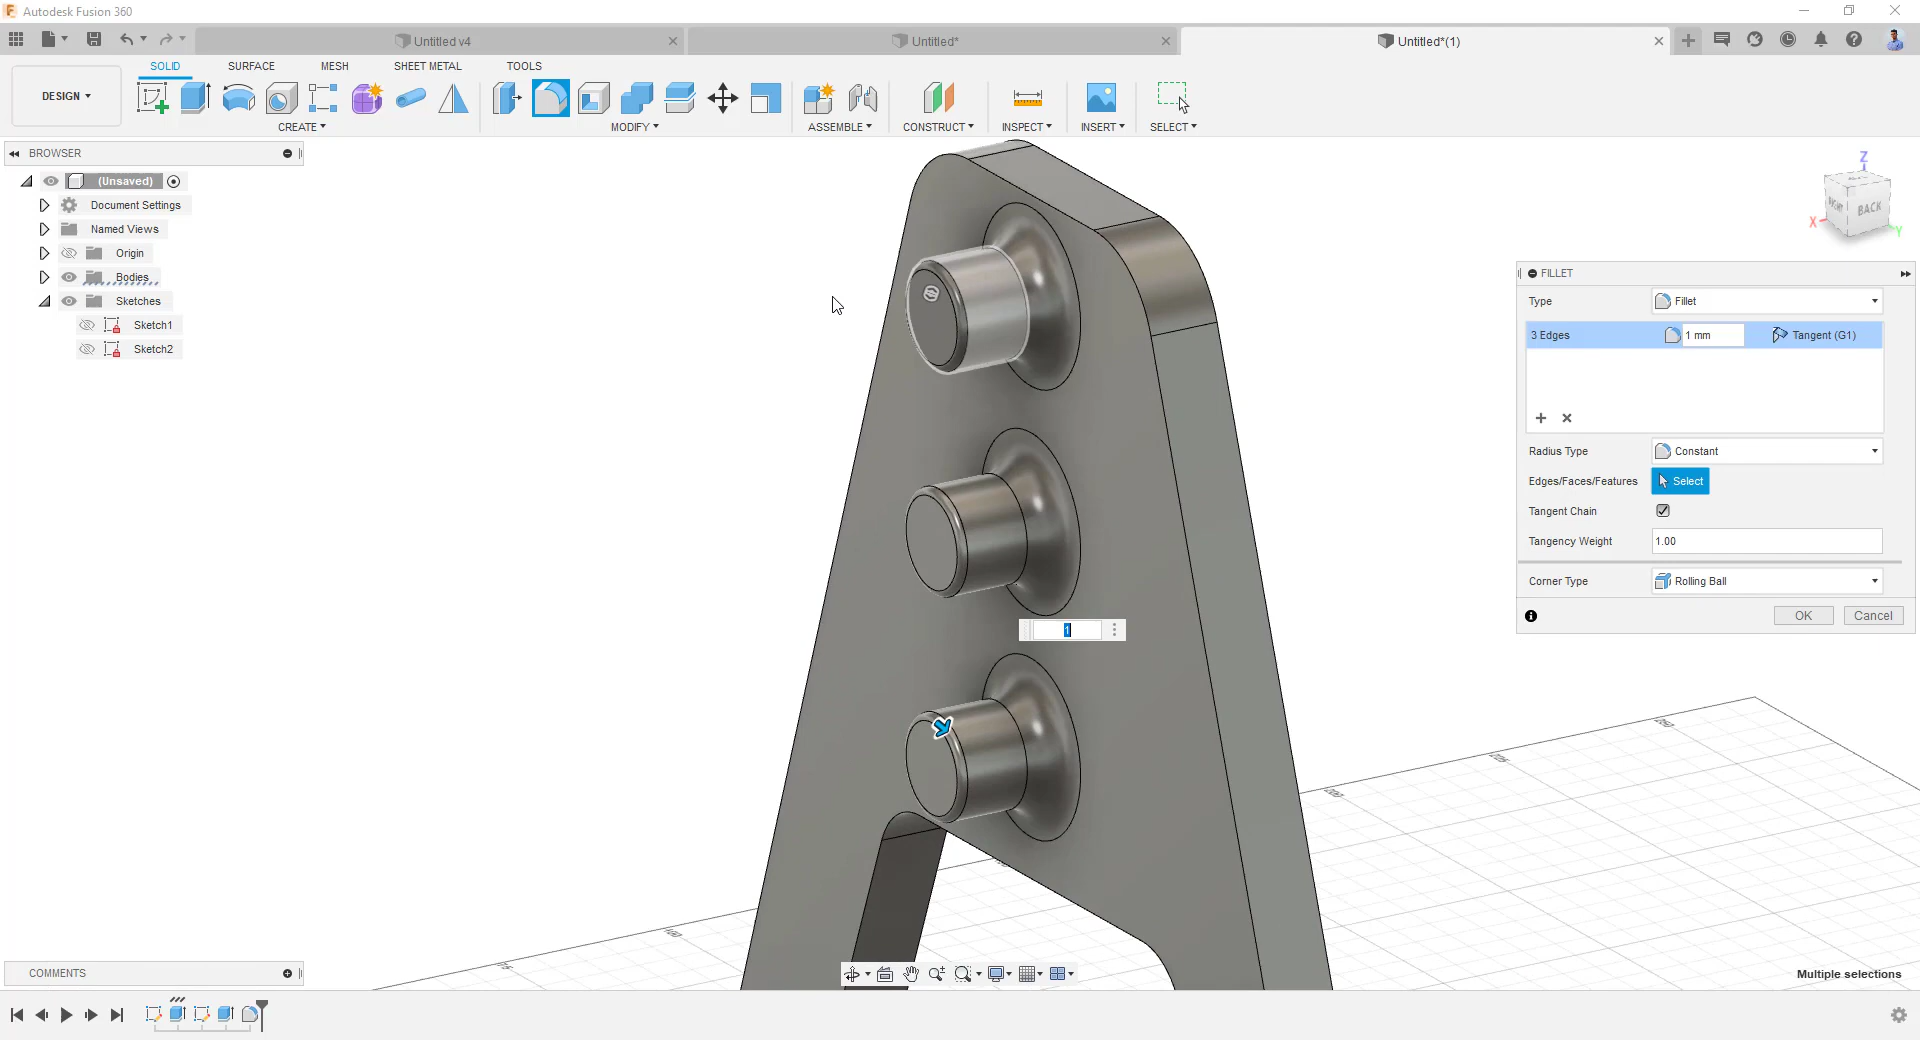 Autodesk Fusion 360
Untitled v4
Untitled*
Untitled*(1)
SOLID
SURFACE
MESH
SHEET METAL
TOOLS
DESIGN
CREATE
MODIFY
ASSEMBLE
CONSTRUCT
INSPECT
INSERT
SELECT
BROWSER
(Unsaved)
Document Settings
Named Views
Origin
Bodies
Sketches
Sketch1
Sketch2
Z
BACK
RIGHT
X
Y
FILLET
Type
Fillet
3 Edges
1 mm
Tangent (G1)
Radius Type
Constant
Edges/Faces/Features
Select
Tangent Chain
Tangency Weight
1.00
Corner Type
Rolling Ball
OK
Cancel
1
COMMENTS
Multiple selections